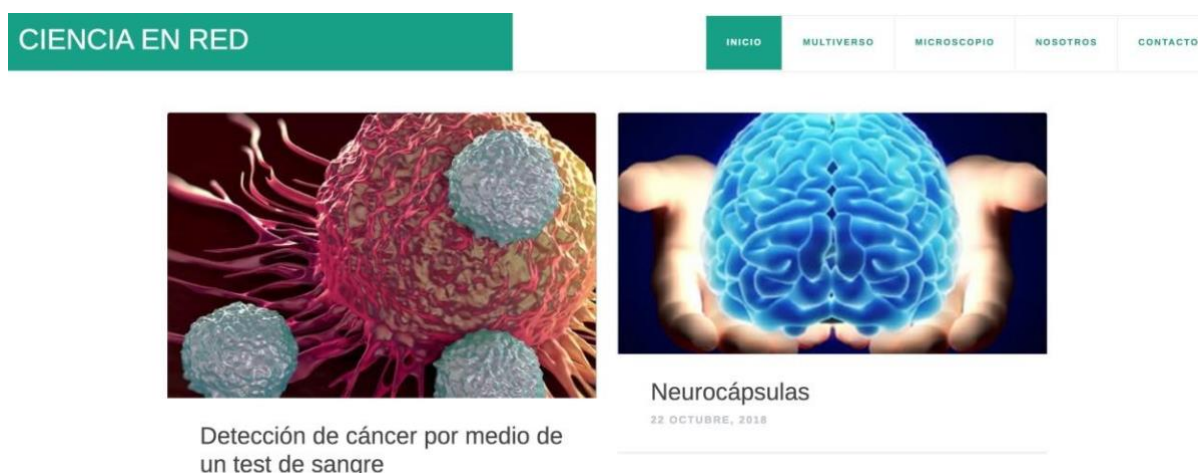 CIENCIA EN RED
INICIO
MULTIVERSO
MICROSCOPIO
NOSOTROS
CONTACTO
Detección de cáncer por medio de
un test de sangre
Neurocápsulas
22 OCTUBRE, 2018